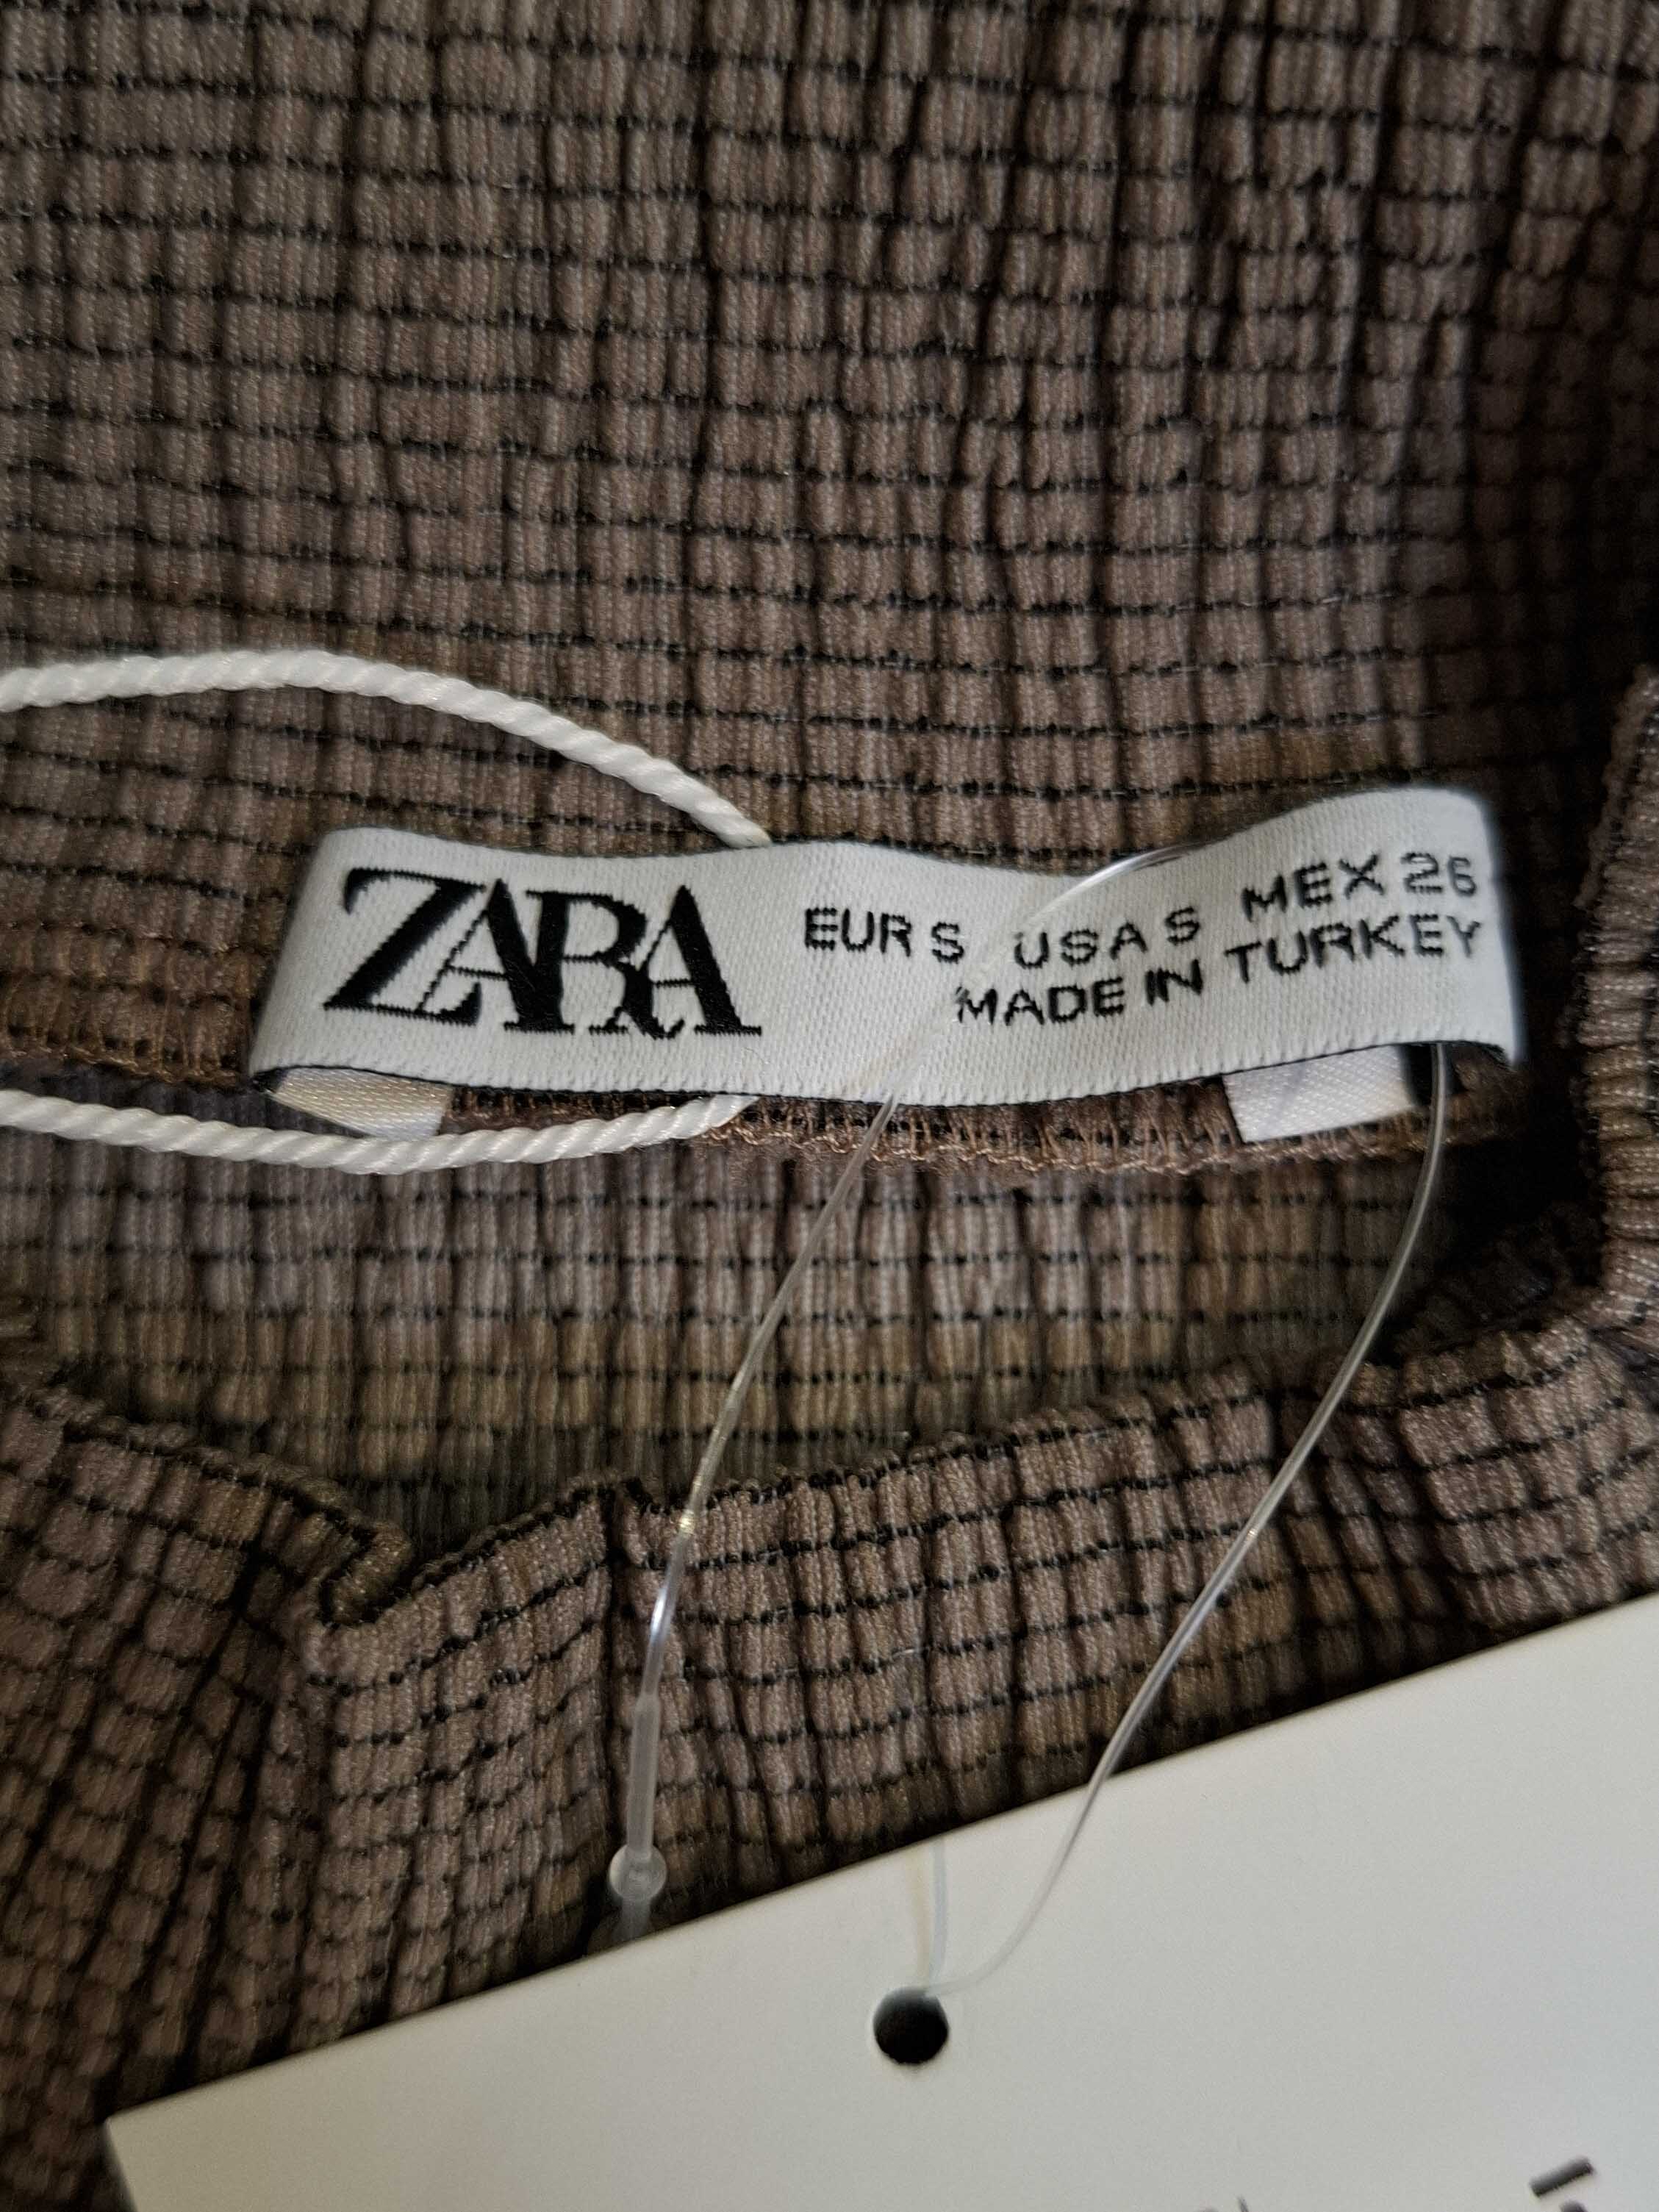 ZARA
EUR S USA S MEX 26
MADE IN TURKEY